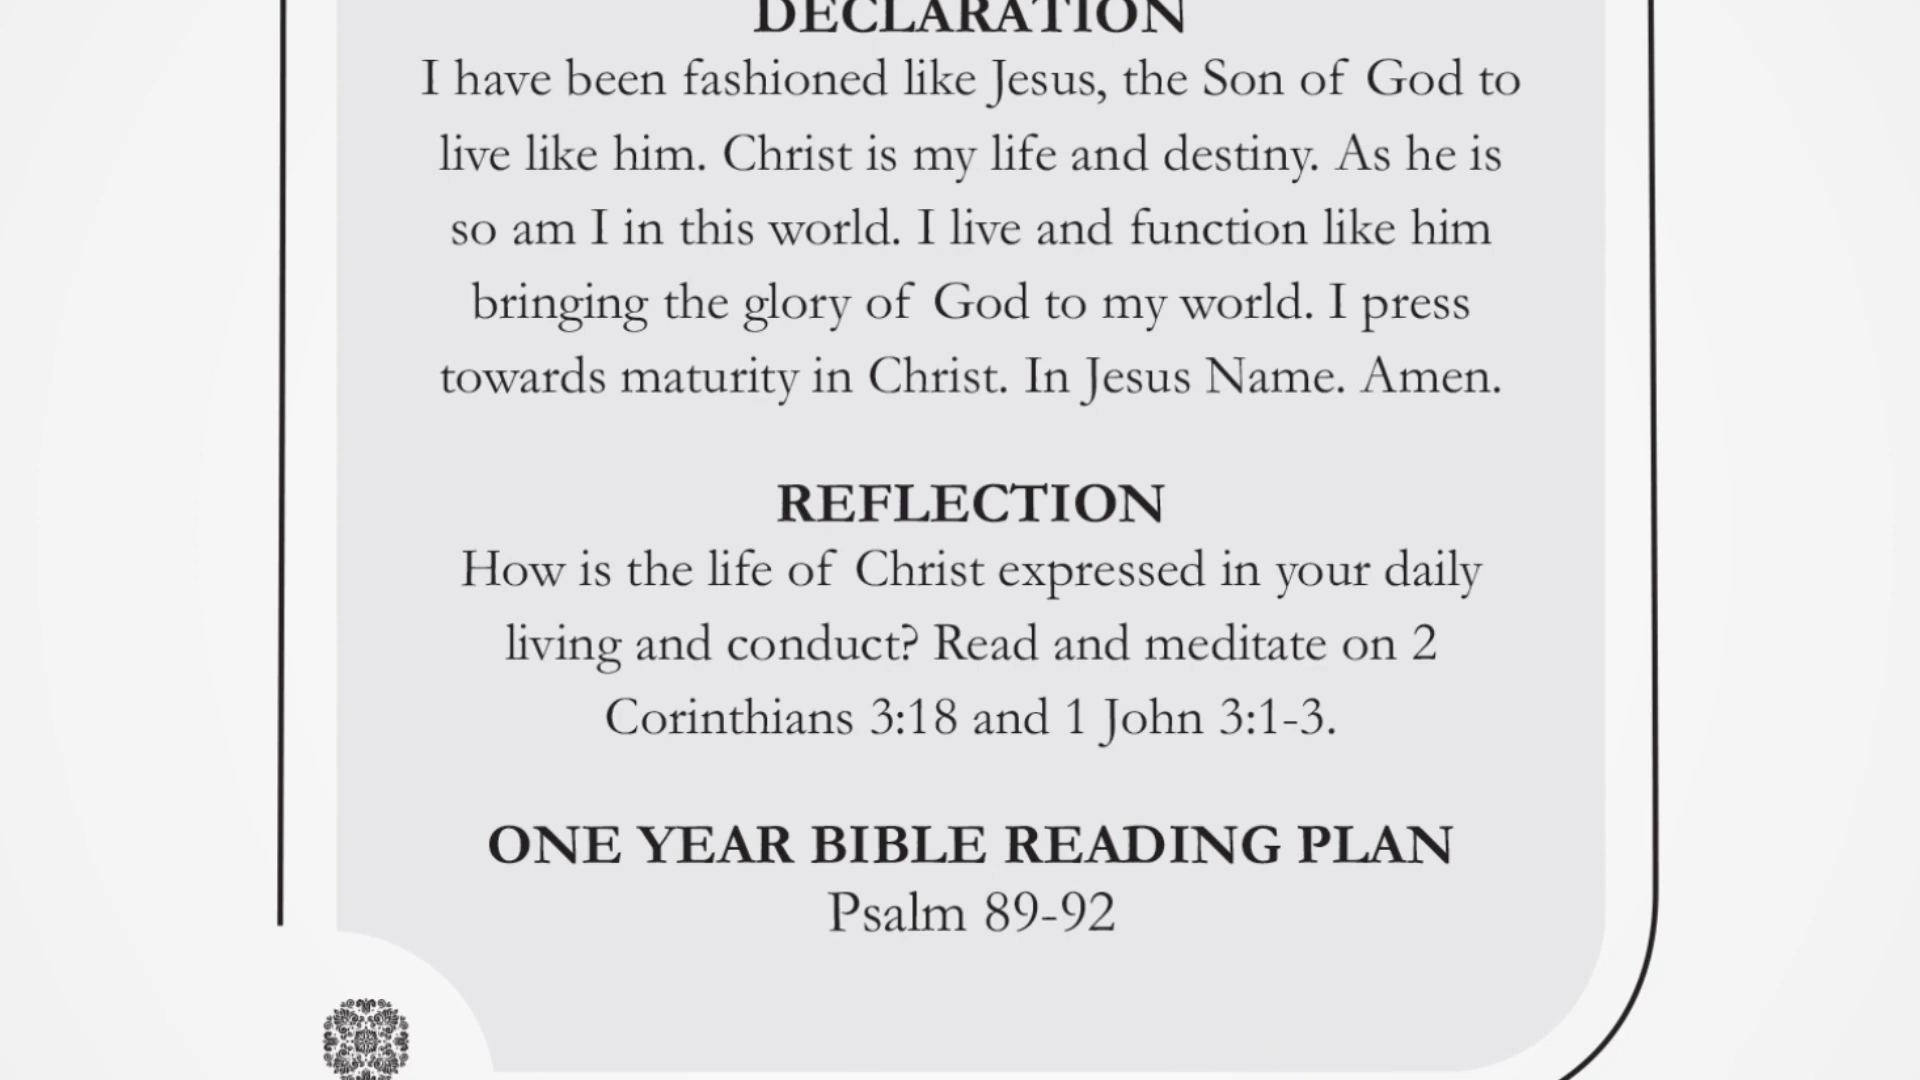 DECLARATION
I have been fashioned like Jesus, the Son of God to
live like him. Christ is my life and destiny. As he is
so am I in this world. I live and function like him
bringing the glory of God to my world. I press
towards maturity in Christ. In Jesus Name. Amen.
REFLECTION
How is the life of Christ expressed in your daily
living and conduct? Read and meditate on 2
Corinthians 3:18 and 1 John 3:1-3.
ONE YEAR BIBLE READING PLAN
Psalm 89-92